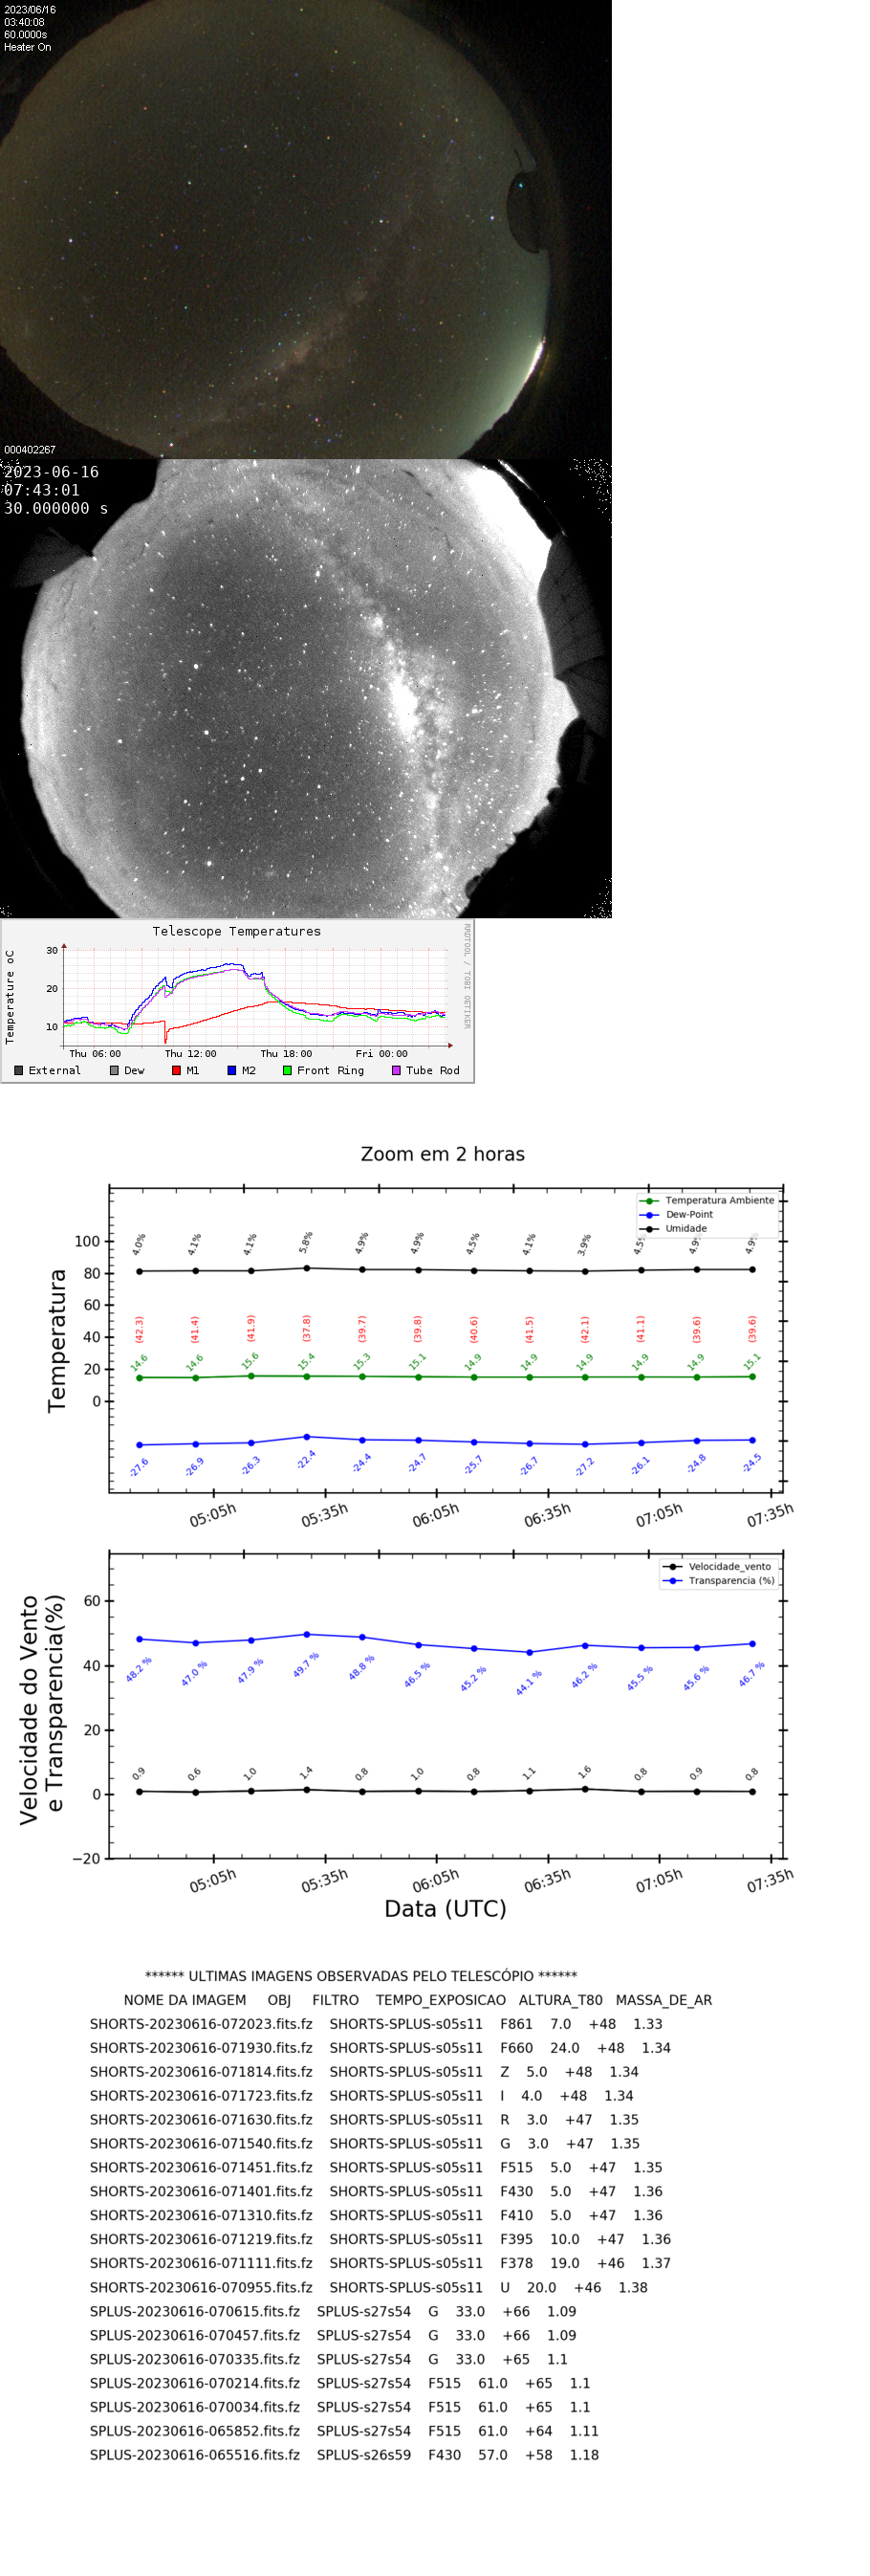 2023/06/16
03:40:08
60.0000s
Heater On
000402267
2023-06-16
07:43:01
30.000000 s
Telescope Temperatures
Temperature oC
30
20
10
Thu 06:00 Thu 12:00 Thu 18:00 Fri 00:00
External Dew M1 M2 Front Ring Tube Rod
RRDTOOL / TOBI OETIKER
Zoom em 2 horas
Temperatura
Temperatura Ambiente
Dew-Point
Umidade
100
80
60
40
20
0
4.0% 4.1% 4.1% 5.8% 4.9% 4.9% 4.5% 4.1% 3.9% 4.5% 4.9% 4.9%
(42.3) (41.4) (41.9) (37.8) (39.7) (39.8) (40.6) (41.5) (42.1) (41.1) (39.6) (39.6)
14.6 14.6 15.6 15.4 15.3 15.1 14.9 14.9 14.9 14.9 14.9 15.1
-27.6 -26.9 -26.3 -22.4 -24.4 -24.7 -25.7 -26.7 -27.2 -26.1 -24.8 -24.5
05:05h 05:35h 06:05h 06:35h 07:05h 07:35h
Velocidade do Vento
e Transparencia(%)
Velocidade_vento
Transparencia (%)
60
40
20
0
−20
48.2 % 47.0 % 47.9 % 49.7 % 48.8 % 46.5 % 45.2 % 44.1 % 46.2 % 45.5 % 45.6 % 46.7 %
0.9 0.6 1.0 1.4 0.8 1.0 0.8 1.1 1.6 0.8 0.9 0.8
05:05h 05:35h 06:05h 06:35h 07:05h 07:35h
Data (UTC)
****** ULTIMAS IMAGENS OBSERVADAS PELO TELESCÓPIO ******
NOME DA IMAGEM OBJ FILTRO TEMPO_EXPOSICAO ALTURA_T80 MASSA_DE_AR
SHORTS-20230616-072023.fits.fz SHORTS-SPLUS-s05s11 F861 7.0 +48 1.33
SHORTS-20230616-071930.fits.fz SHORTS-SPLUS-s05s11 F660 24.0 +48 1.34
SHORTS-20230616-071814.fits.fz SHORTS-SPLUS-s05s11 Z 5.0 +48 1.34
SHORTS-20230616-071723.fits.fz SHORTS-SPLUS-s05s11 I 4.0 +48 1.34
SHORTS-20230616-071630.fits.fz SHORTS-SPLUS-s05s11 R 3.0 +47 1.35
SHORTS-20230616-071540.fits.fz SHORTS-SPLUS-s05s11 G 3.0 +47 1.35
SHORTS-20230616-071451.fits.fz SHORTS-SPLUS-s05s11 F515 5.0 +47 1.35
SHORTS-20230616-071401.fits.fz SHORTS-SPLUS-s05s11 F430 5.0 +47 1.36
SHORTS-20230616-071310.fits.fz SHORTS-SPLUS-s05s11 F410 5.0 +47 1.36
SHORTS-20230616-071219.fits.fz SHORTS-SPLUS-s05s11 F395 10.0 +47 1.36
SHORTS-20230616-071111.fits.fz SHORTS-SPLUS-s05s11 F378 19.0 +46 1.37
SHORTS-20230616-070955.fits.fz SHORTS-SPLUS-s05s11 U 20.0 +46 1.38
SPLUS-20230616-070615.fits.fz SPLUS-s27s54 G 33.0 +66 1.09
SPLUS-20230616-070457.fits.fz SPLUS-s27s54 G 33.0 +66 1.09
SPLUS-20230616-070335.fits.fz SPLUS-s27s54 G 33.0 +65 1.1
SPLUS-20230616-070214.fits.fz SPLUS-s27s54 F515 61.0 +65 1.1
SPLUS-20230616-070034.fits.fz SPLUS-s27s54 F515 61.0 +65 1.1
SPLUS-20230616-065852.fits.fz SPLUS-s27s54 F515 61.0 +64 1.11
SPLUS-20230616-065516.fits.fz SPLUS-s26s59 F430 57.0 +58 1.18